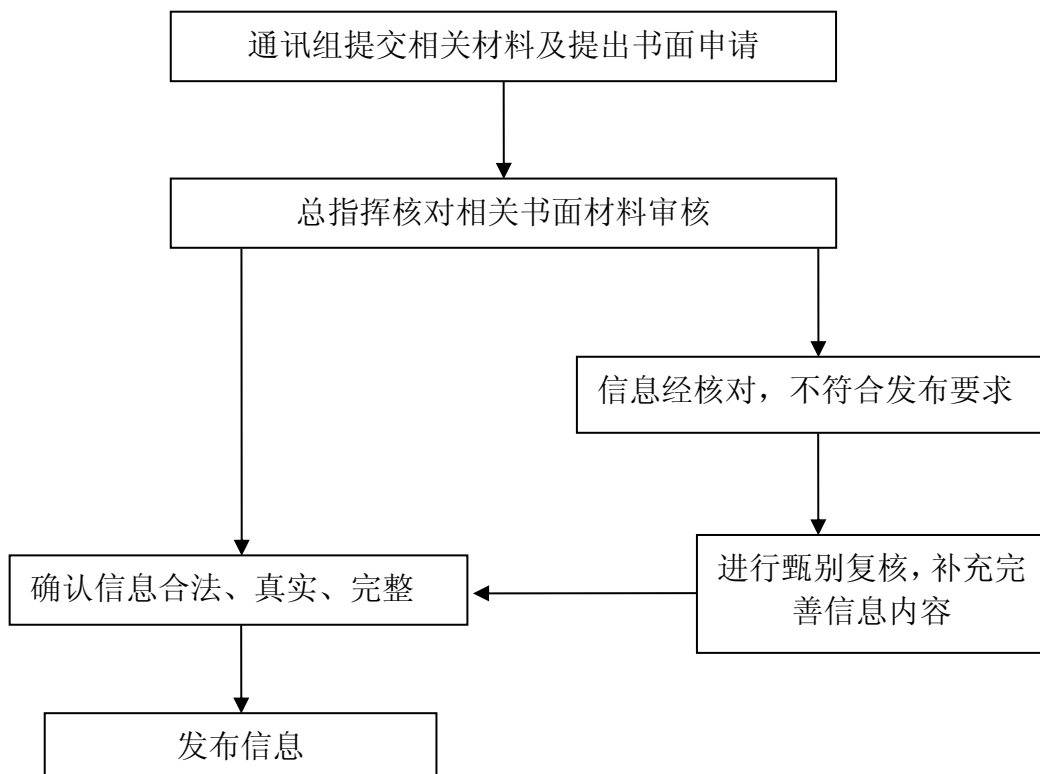 通讯组提交相关材料及提出书面申请
总指挥核对相关书面材料审核
信息经核对，不符合发布要求
进行甄别复核，补充完
善信息内容
确认信息合法、真实、完整
发布信息